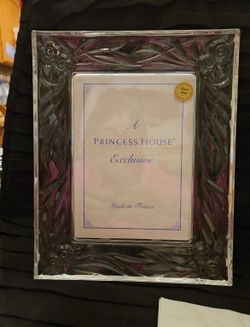 A
PRINCESS HOUSE®
Exclusive
Made in France